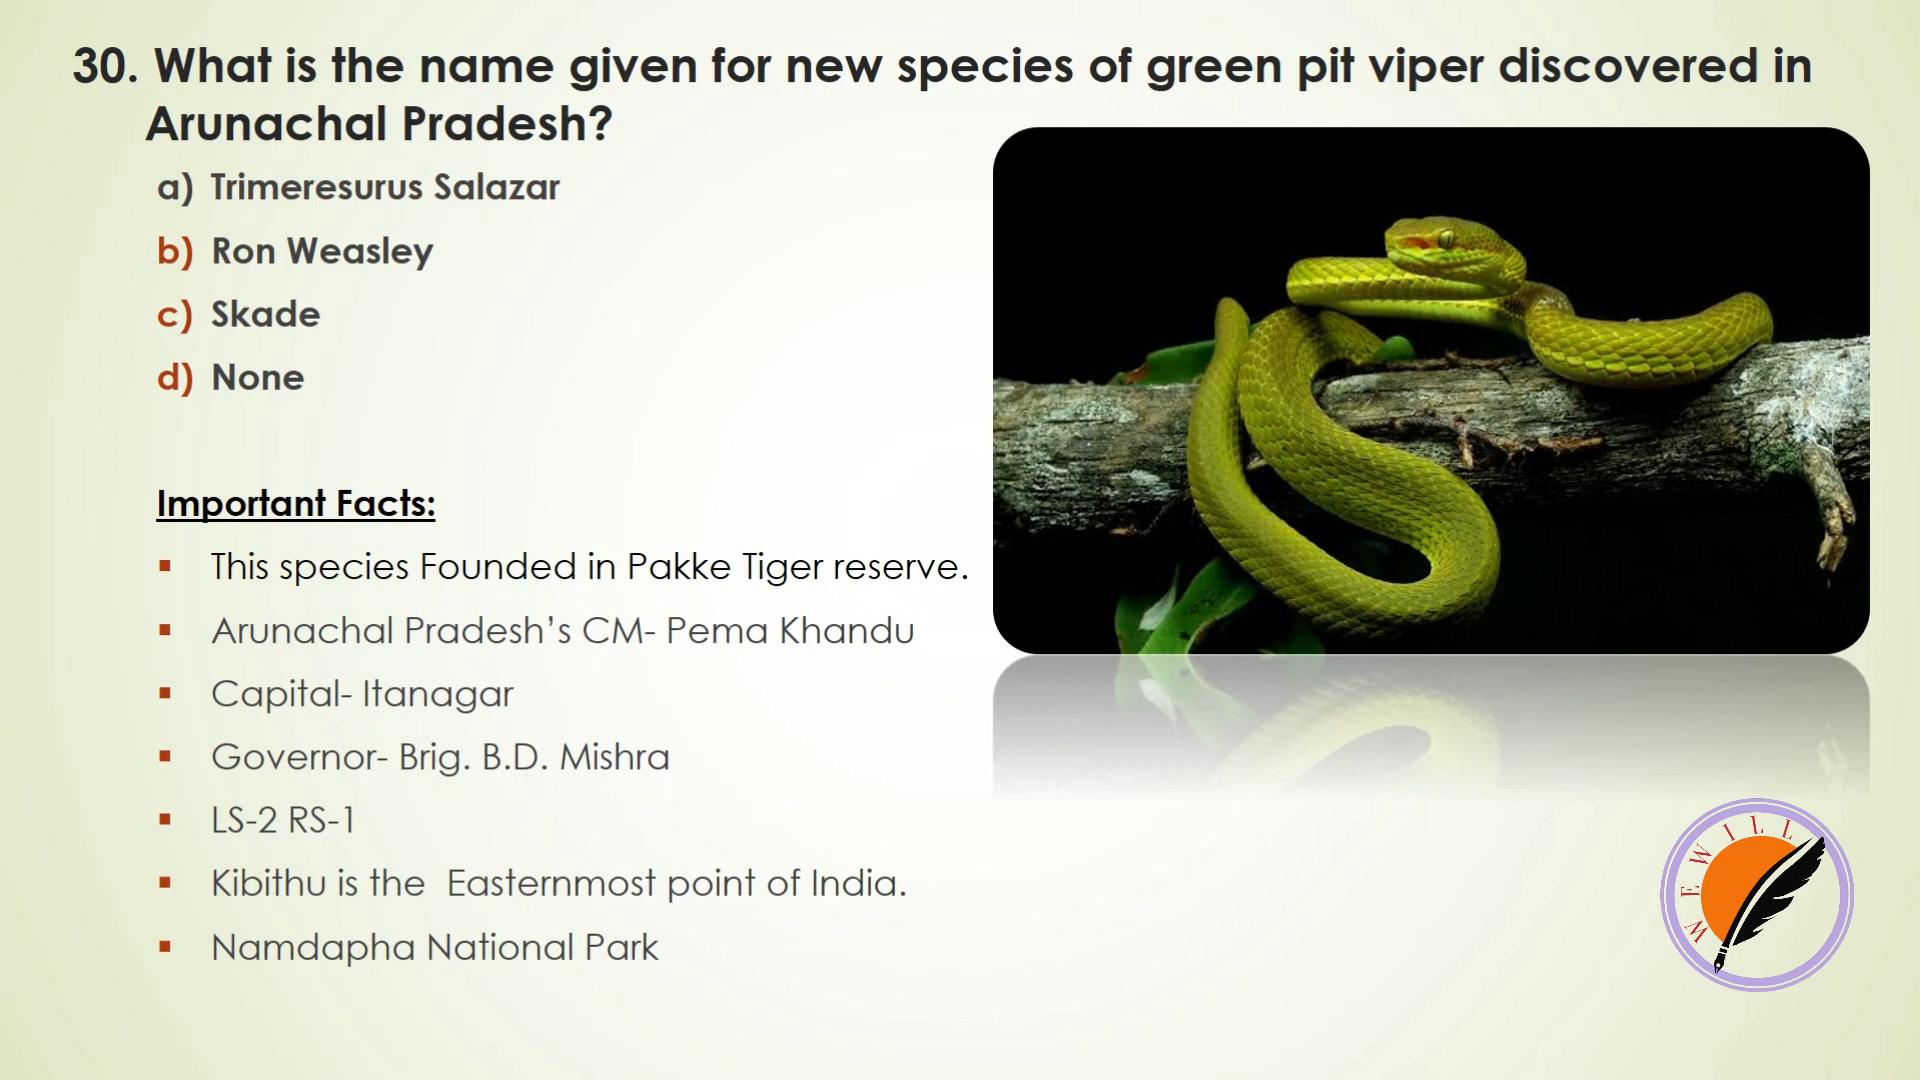 30. What is the name given for new species of green pit viper discovered in
Arunachal Pradesh?
a) Trimeresurus Salazar
b) Ron Weasley
c) Skade
d) None
Important Facts:
▪ This species Founded in Pakke Tiger reserve.
▪ Arunachal Pradesh’s CM- Pema Khandu
▪ Capital- Itanagar
▪ Governor- Brig. B.D. Mishra
▪ LS-2 RS-1
▪ Kibithu is the  Easternmost point of India.
▪ Namdapha National Park
WE WILL